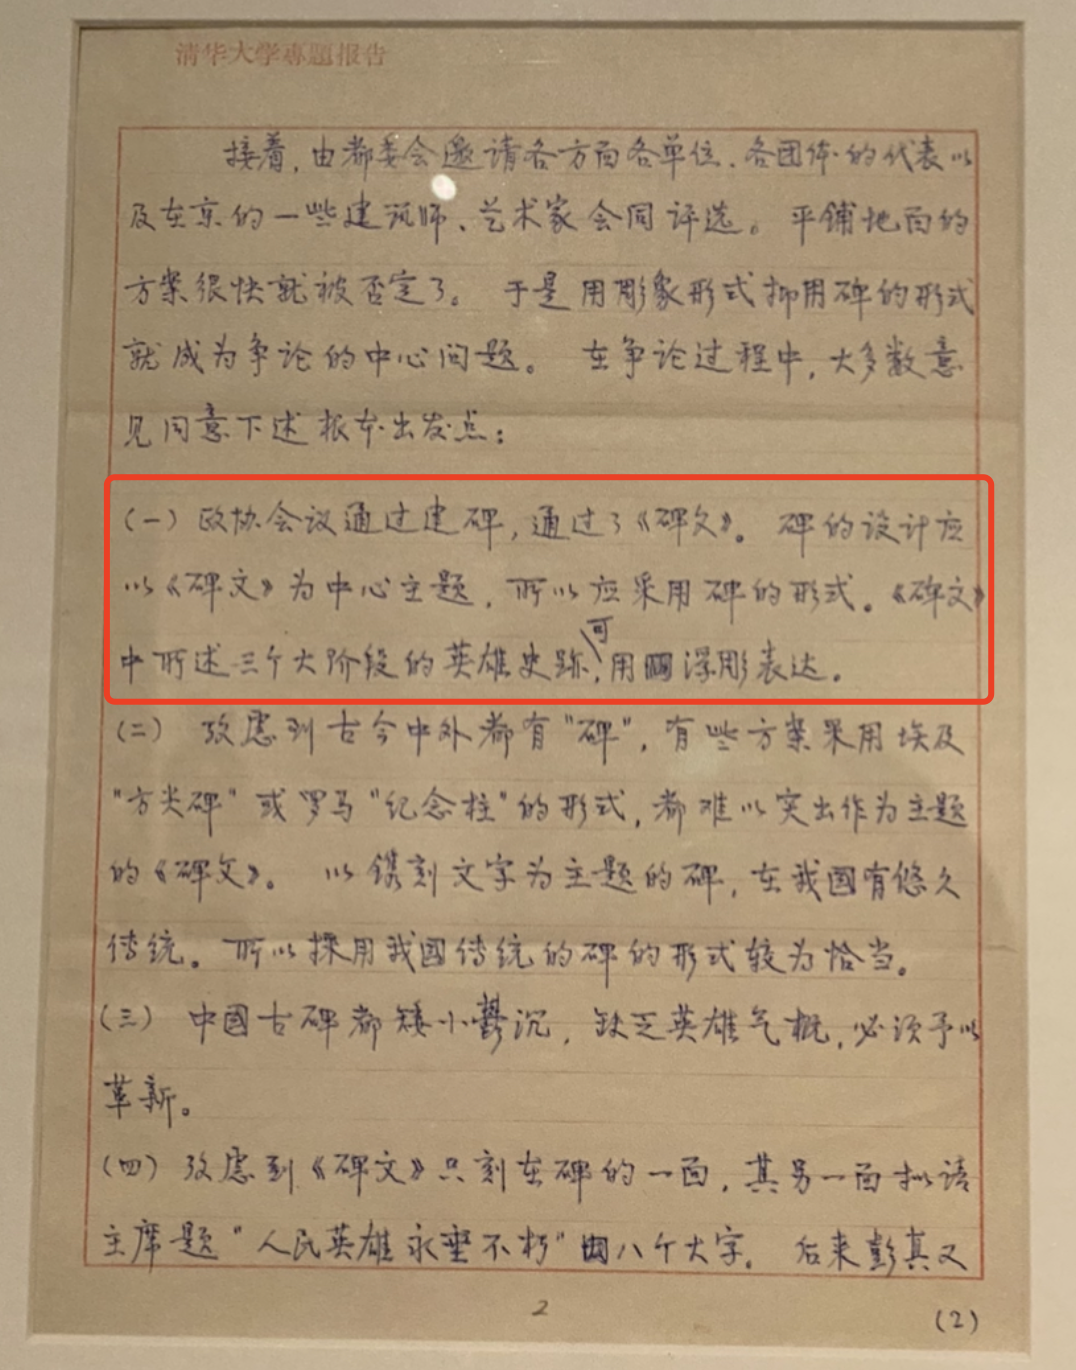 清华大学專題报告
接着，由都委会邀请各方面各单位、各团体的代表以
及在京的一些建筑师、艺术家会同评选。平铺地面的
方案很快就被否定了。于是用彫象形式抑用碑的形式
就成为争论的中心问题。在争论过程中，大多数意
见同意下述根本出发点：
(一) 政协会议通过建碑，通过了《碑文》。碑的设计应
以《碑文》为中心主题，所以应采用碑的形式。《碑文》
中所述三个大阶段的英雄史跡，可用浮彫表达。
(二) 攷虑到古今中外都有"碑"，有些方案采用埃及
"方尖碑"或罗马"纪念柱"的形式，都难以突出作为主题
的《碑文》。以镌刻文字为主题的碑，在我國有悠久
传统。所以採用我國传统的碑的形式较为恰当。
(三) 中國古碑都矮小鬱沉，缺乏英雄气概，必须予以
革新。
(四) 攷虑到《碑文》只刻在碑的一面，其另一面拟请
主席题"人民英雄永垂不朽"八个大字。后来彭真又
2
(2)